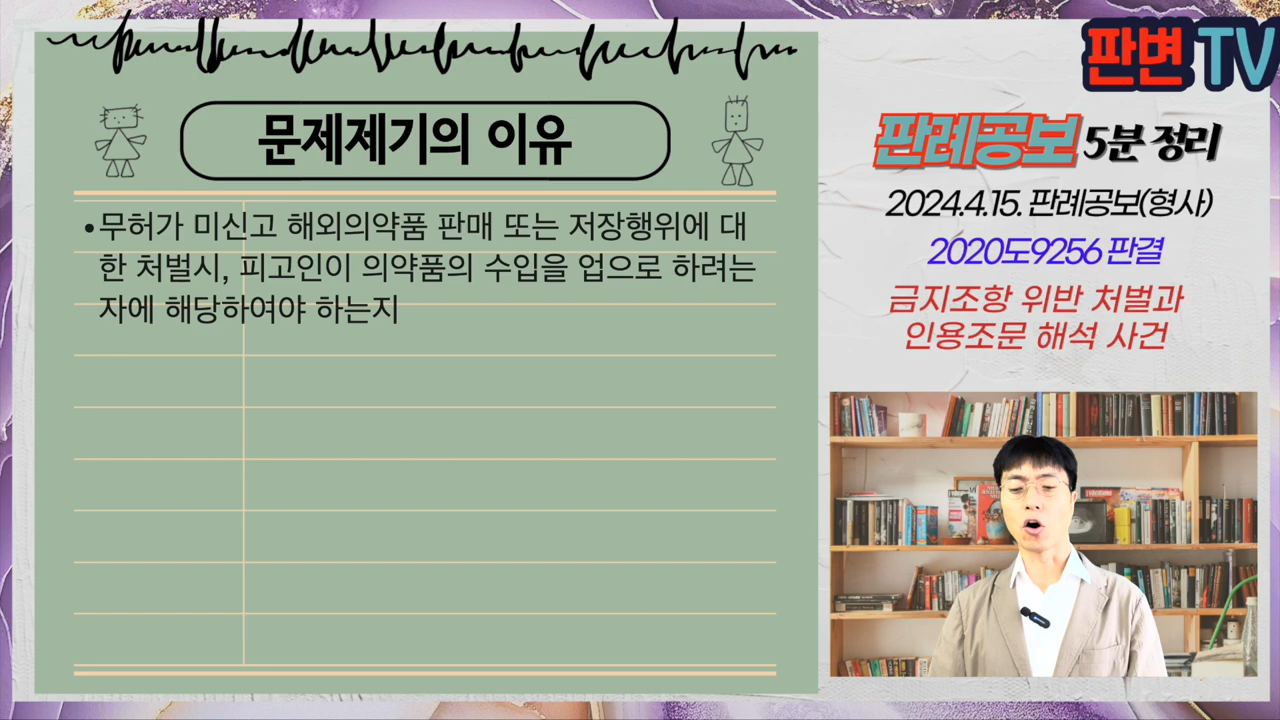 문제제기의 이유
•무허가 미신고 해외의약품 판매 또는 저장행위에 대
한 처벌시, 피고인이 의약품의 수입을 업으로 하려는
자에 해당하여야 하는지
판변 TV
판례공보 5분 정리
2024.4.15. 판례공보(형사)
2020도9256 판결
금지조항 위반 처벌과
인용조문 해석 사건